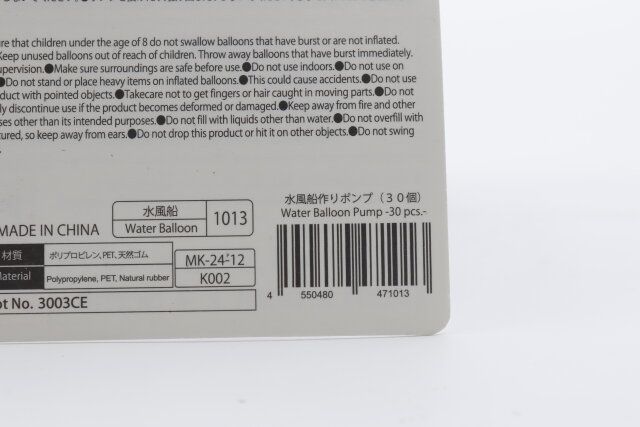 re that children under the age of 8 do not swallow balloons that have burst or are not inflated.
Keep unused balloons out of reach of children. Throw away balloons that have burst immediately.
upervision.●Make sure surroundings are safe before use.●Do not use indoors.●Do not use on
●Do not stand or place heavy items on inflated balloons.●This could cause accidents.●Do not use
duct with pointed objects.●Takecare not to get fingers or hair caught in moving parts.●Do not
ly discontinue use if the product becomes deformed or damaged.●Keep away from fire and other
ses other than its intended purposes.●Do not fill with liquids other than water.●Do not overfill with
tured, so keep away from ears.●Do not drop this product or hit it on other objects.●Do not swing
MADE IN CHINA
水風船
Water Balloon
1013
水風船作りポンプ（30個）
Water Balloon Pump -30 pcs.-
材質
ポリプロピレン,PET,天然ゴム
Material
Polypropylene, PET, Natural rubber
MK-24-12
K002
ot No. 3003CE
4 550480 471013